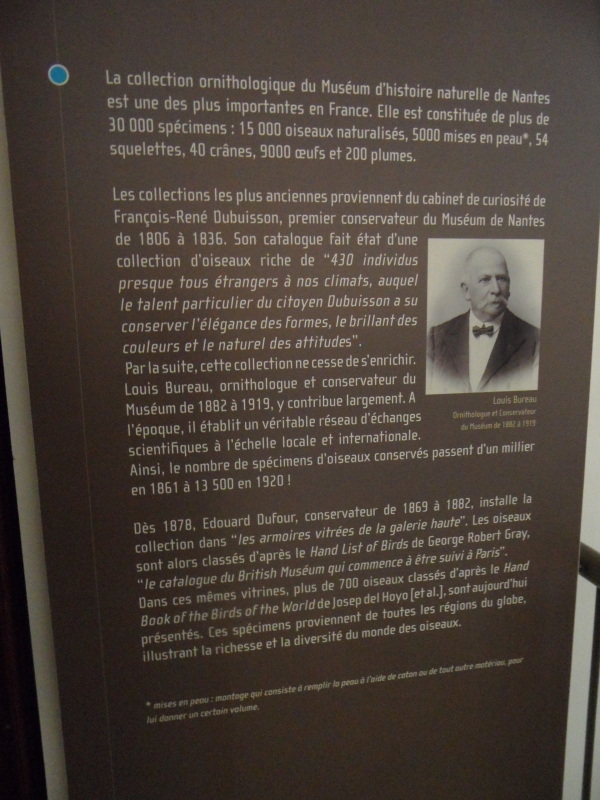 La collection ornithologique du Muséum d'histoire naturelle de Nantes
est une des plus importantes en France. Elle est constituée de plus de
30 000 spécimens : 15 000 oiseaux naturalisés, 5000 mises en peau*, 54
squelettes, 40 crânes, 9000 œufs et 200 plumes.
Les collections les plus anciennes proviennent du cabinet de curiosité de
François-René Dubuisson, premier conservateur du Muséum de Nantes
de 1806 à 1836. Son catalogue fait état d'une
collection d'oiseaux riche de "430 individus
presque tous étrangers à nos climats, auquel
le talent particulier du citoyen Dubuisson a su
conserver l'élégance des formes, le brillant des
couleurs et le naturel des attitudes".
Par la suite, cette collection ne cesse de s'enrichir.
Louis Bureau, ornithologue et conservateur du
Muséum de 1882 à 1919, y contribue largement. A
l'époque, il établit un véritable réseau d'échanges
scientifiques à l'échelle locale et internationale.
Ainsi, le nombre de spécimens d'oiseaux conservés passent d'un millier
en 1861 à 13 500 en 1920 !
Louis Bureau
Ornithologue et Conservateur
du Muséum de 1882 à 1919
Dès 1878, Edouard Dufour, conservateur de 1869 à 1882, installe la
collection dans "les armoires vitrées de la galerie haute". Les oiseaux
sont alors classés d'après le Hand List of Birds de George Robert Gray,
"le catalogue du British Muséum qui commence à être suivi à Paris".
Dans ces mêmes vitrines, plus de 700 oiseaux classés d'après le Hand
Book of the Birds of the World de Josep del Hoyo [et al.], sont aujourd'hui
présentés. Ces spécimens proviennent de toutes les régions du globe,
illustrant la richesse et la diversité du monde des oiseaux.
* mises en peau : montage qui consiste à remplir la peau à l'aide de coton ou de tout autre matériau, pour
lui donner un certain volume.